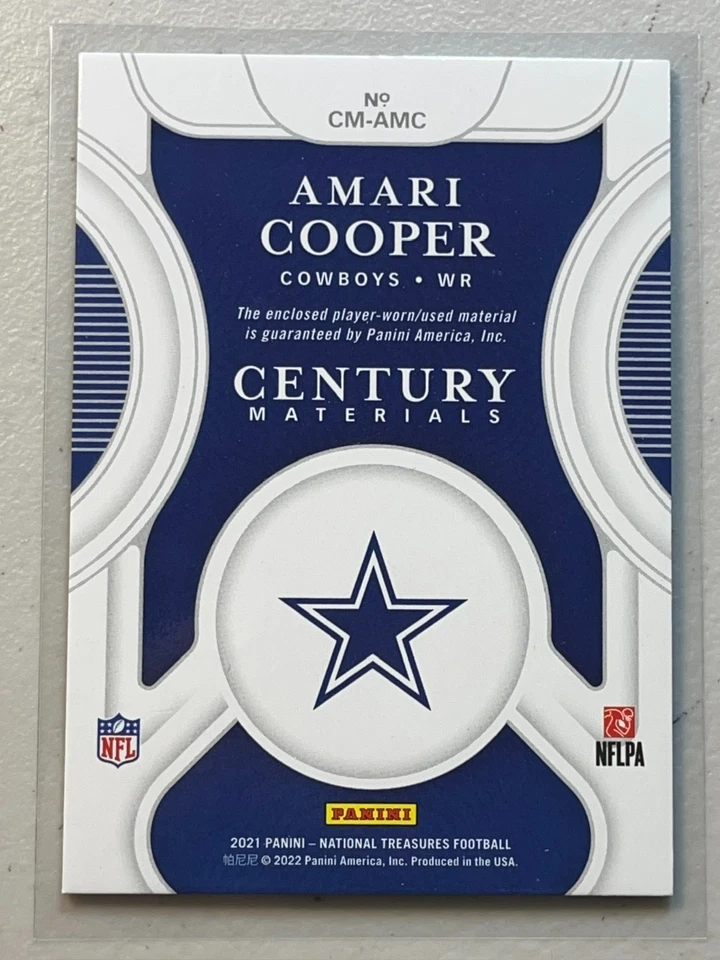 Nº
CM-AMC
AMARI
COOPER
COWBOYS • WR
The enclosed player-worn/used material
is guaranteed by Panini America, Inc.
CENTURY
MATERIALS
NFL
NFLPA
PANINI
2021 PANINI – NATIONAL TREASURES FOOTBALL
帕尼尼 © 2022 Panini America, Inc. Produced in the USA.